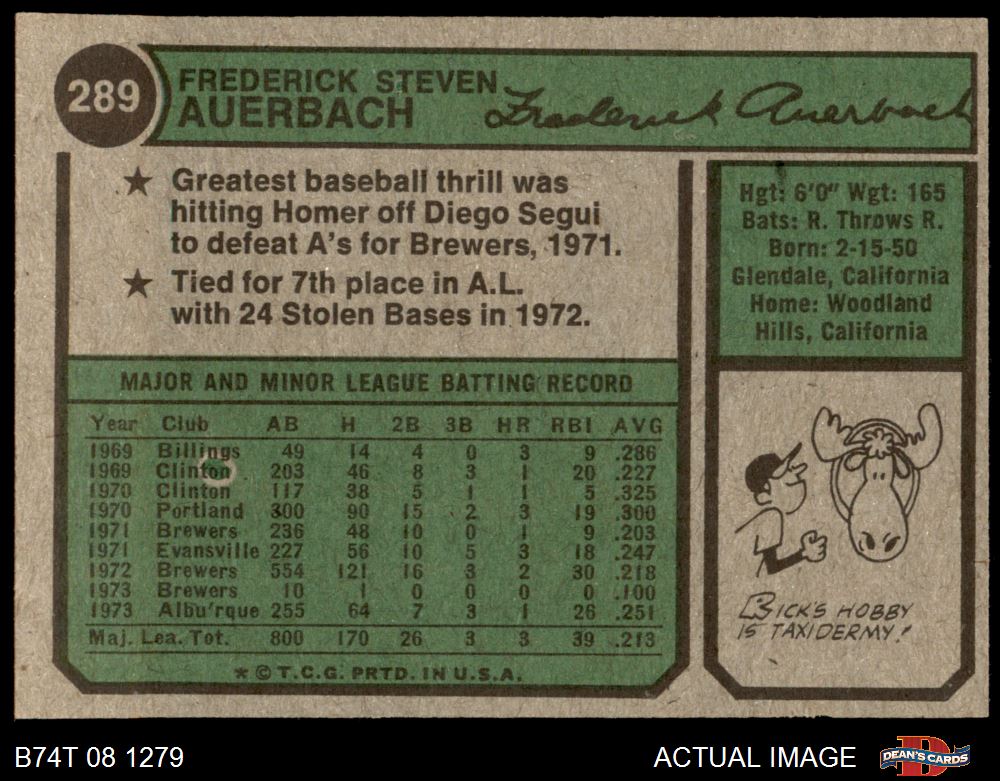 289
FREDERICK STEVEN
AUERBACH
Frederick Auerbach
★ Greatest baseball thrill was
hitting Homer off Diego Segui
to defeat A's for Brewers, 1971.
★ Tied for 7th place in A.L.
with 24 Stolen Bases in 1972.
Hgt: 6'0" Wgt: 165
Bats: R. Throws R.
Born: 2-15-50
Glendale, California
Home: Woodland
Hills, California
MAJOR AND MINOR LEAGUE BATTING RECORD
Year Club AB H 2B 3B HR RBI AVG
1969 Billings 49 14 4 0 3 9 .286
1969 Clinton 203 46 8 3 1 20 .227
1970 Clinton 117 38 5 1 1 5 .325
1970 Portland 300 90 15 2 3 19 .300
1971 Brewers 236 48 10 0 1 9 .203
1971 Evansville 227 56 10 5 3 18 .247
1972 Brewers 554 121 16 3 2 30 .218
1973 Brewers 10 1 0 0 0 0 .100
1973 Albu'rque 255 64 7 3 1 26 .251
Maj. Lea. Tot. 800 170 26 3 3 39 .213
* © T.C.G. PRTD. IN U.S.A.
BICK'S HOBBY
IS TAXIDERMY!
B74T 08 1279
ACTUAL IMAGE
DEAN'S CARDS